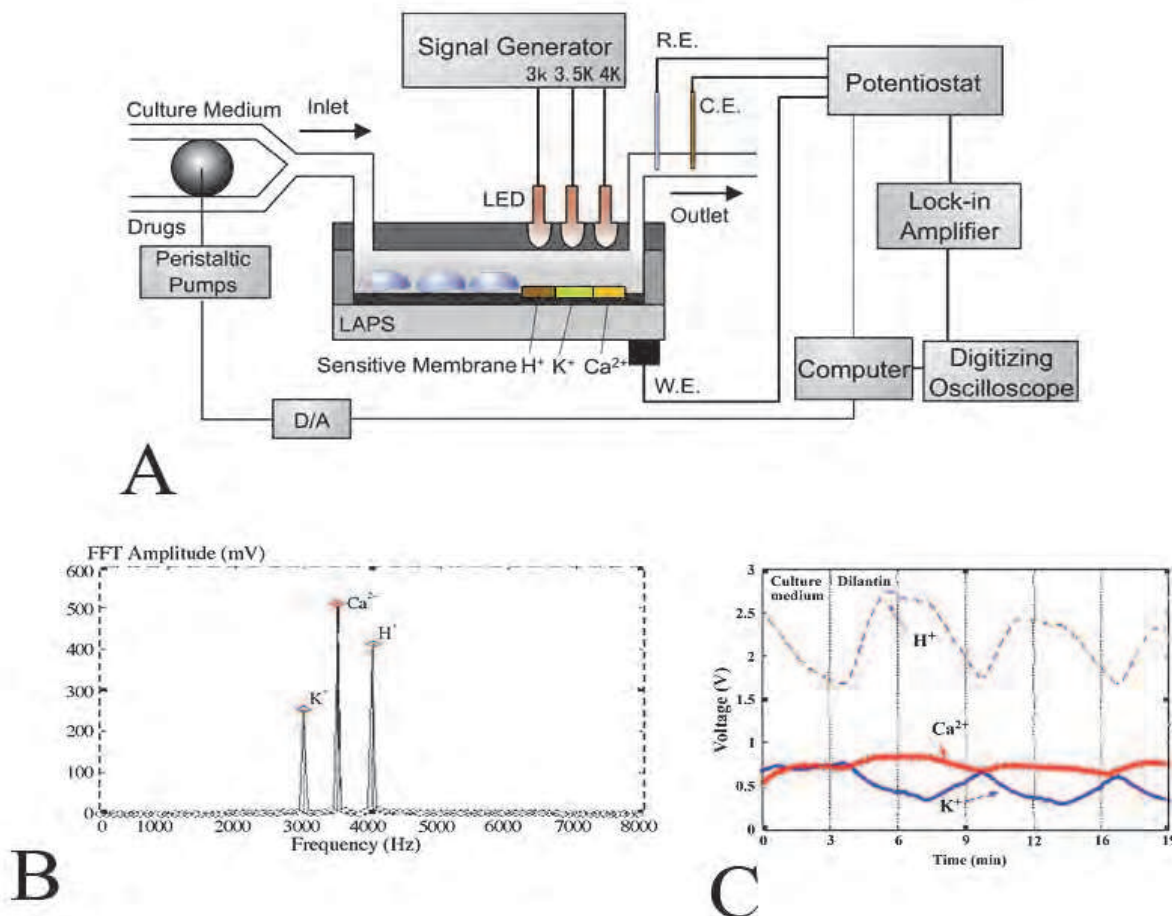 Signal Generator
3k 3.5K 4K
R.E.
Potentiostat
Culture Medium
Inlet
C.E.
LED
Outlet
Lock-in
Amplifier
Drugs
Peristaltic
Pumps
LAPS
Sensitive Membrane H⁺ K⁺ Ca²⁺
W.E.
Computer
Digitizing
Oscilloscope
D/A
A
FFT Amplitude (mV)
600
500
400
300
200
100
0
Ca²⁻
H⁺
K⁺
0 1000 2000 3000 4000 5000 6000 7000 8000
Frequency (Hz)
B
3
2.5
2
1.5
1
0.5
0
Voltage (V)
Culture
medium
Dilantin
H⁺
Ca²⁺
K⁺
0 3 6 9 12 16 19
Time (min)
C